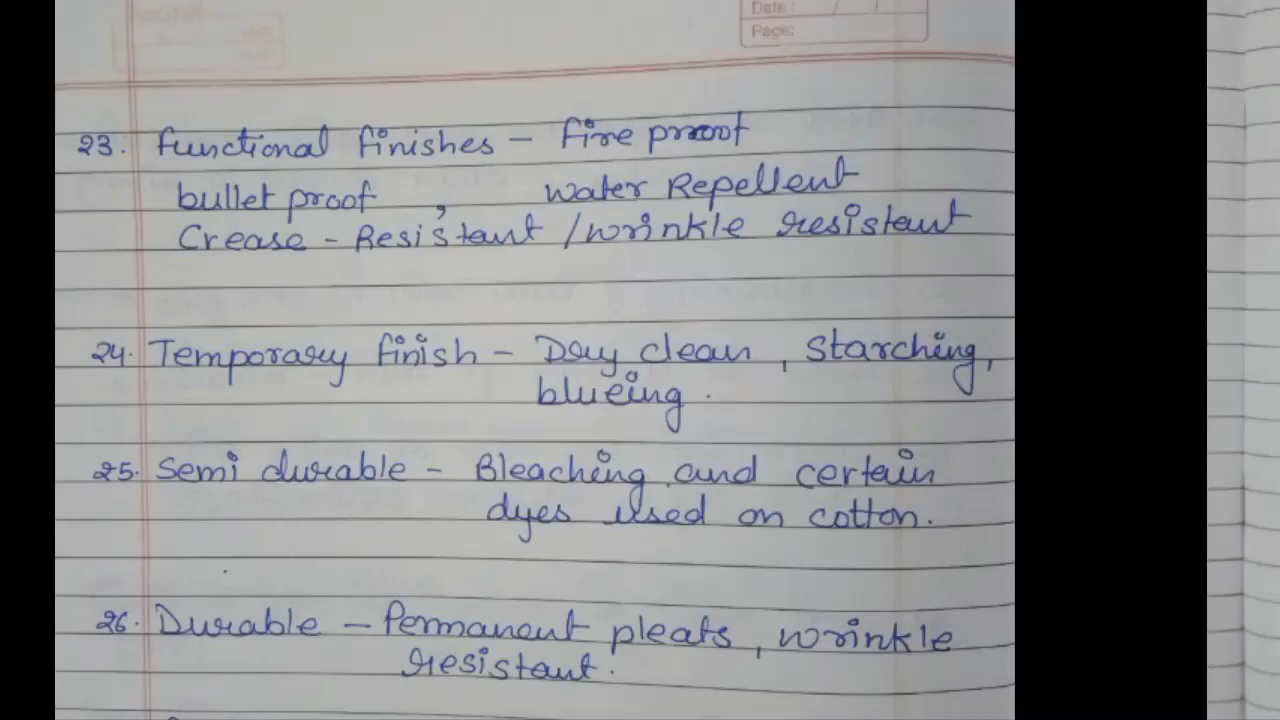 Date: / /
Page:
23. Functional finishes - Fire proof
bullet proof , Water Repellent
Crease - Resistant / wrinkle resistant
24. Temporary finish - Dry clean , Starching,
blueing.
25. Semi durable - Bleaching and certain
dyes used on cotton.
26. Durable - Permanent pleats , wrinkle
resistant.